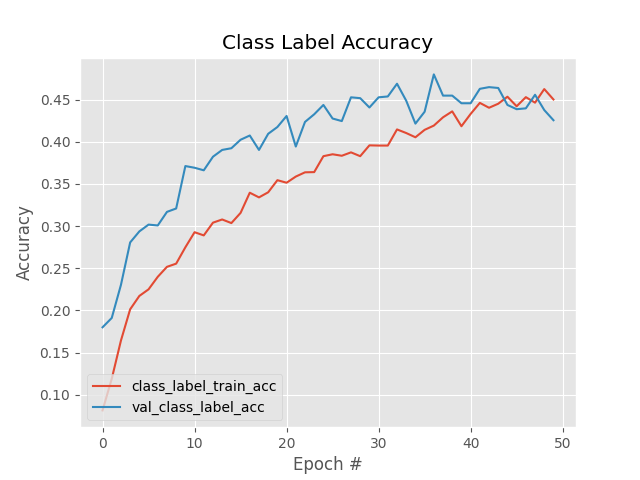 Class Label Accuracy
Accuracy
0.45
0.40
0.35
0.30
0.25
0.20
0.15
0.10
class_label_train_acc
val_class_label_acc
0 10 20 30 40 50
Epoch #